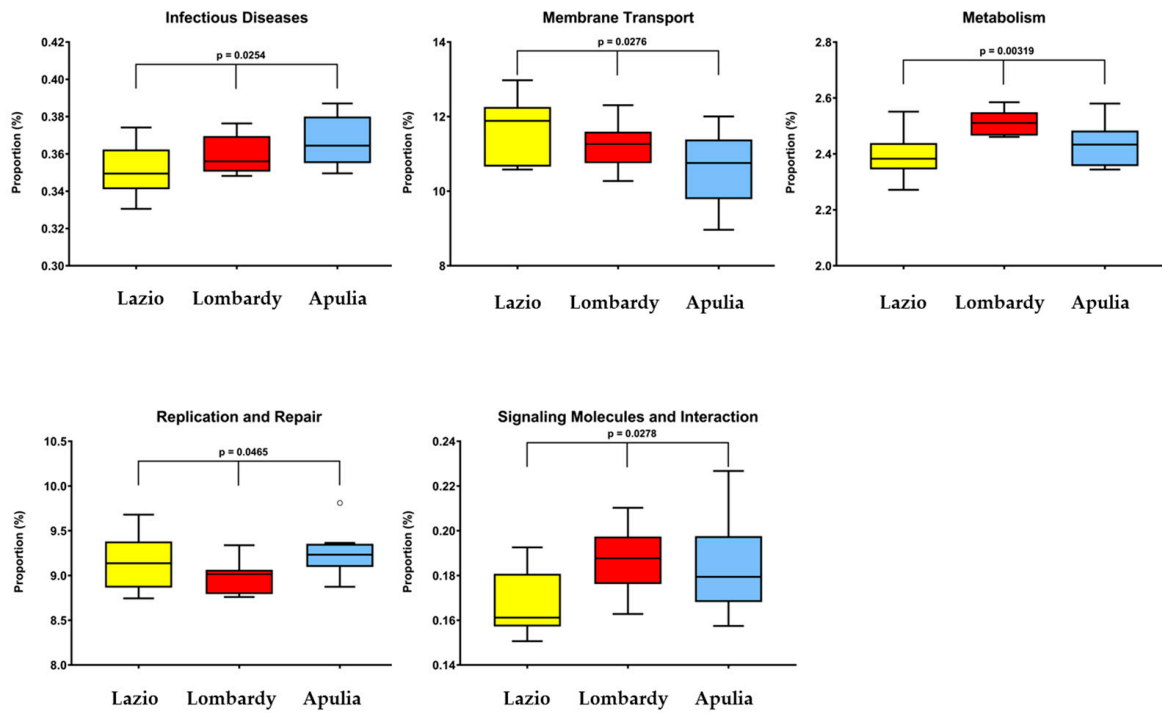 Infectious Diseases
Proportion (%)
0.42
0.40
0.38
0.36
0.34
0.32
0.30
p = 0.0254
Lazio Lombardy Apulia
Membrane Transport
Proportion (%)
14
12
10
8
p = 0.0276
Lazio Lombardy Apulia
Metabolism
Proportion (%)
2.8
2.6
2.4
2.2
2.0
p = 0.00319
Lazio Lombardy Apulia
Replication and Repair
Proportion (%)
10.5
10.0
9.5
9.0
8.5
8.0
p = 0.0465
Lazio Lombardy Apulia
Signaling Molecules and Interaction
Proportion (%)
0.24
0.22
0.20
0.18
0.16
0.14
p = 0.0278
Lazio Lombardy Apulia